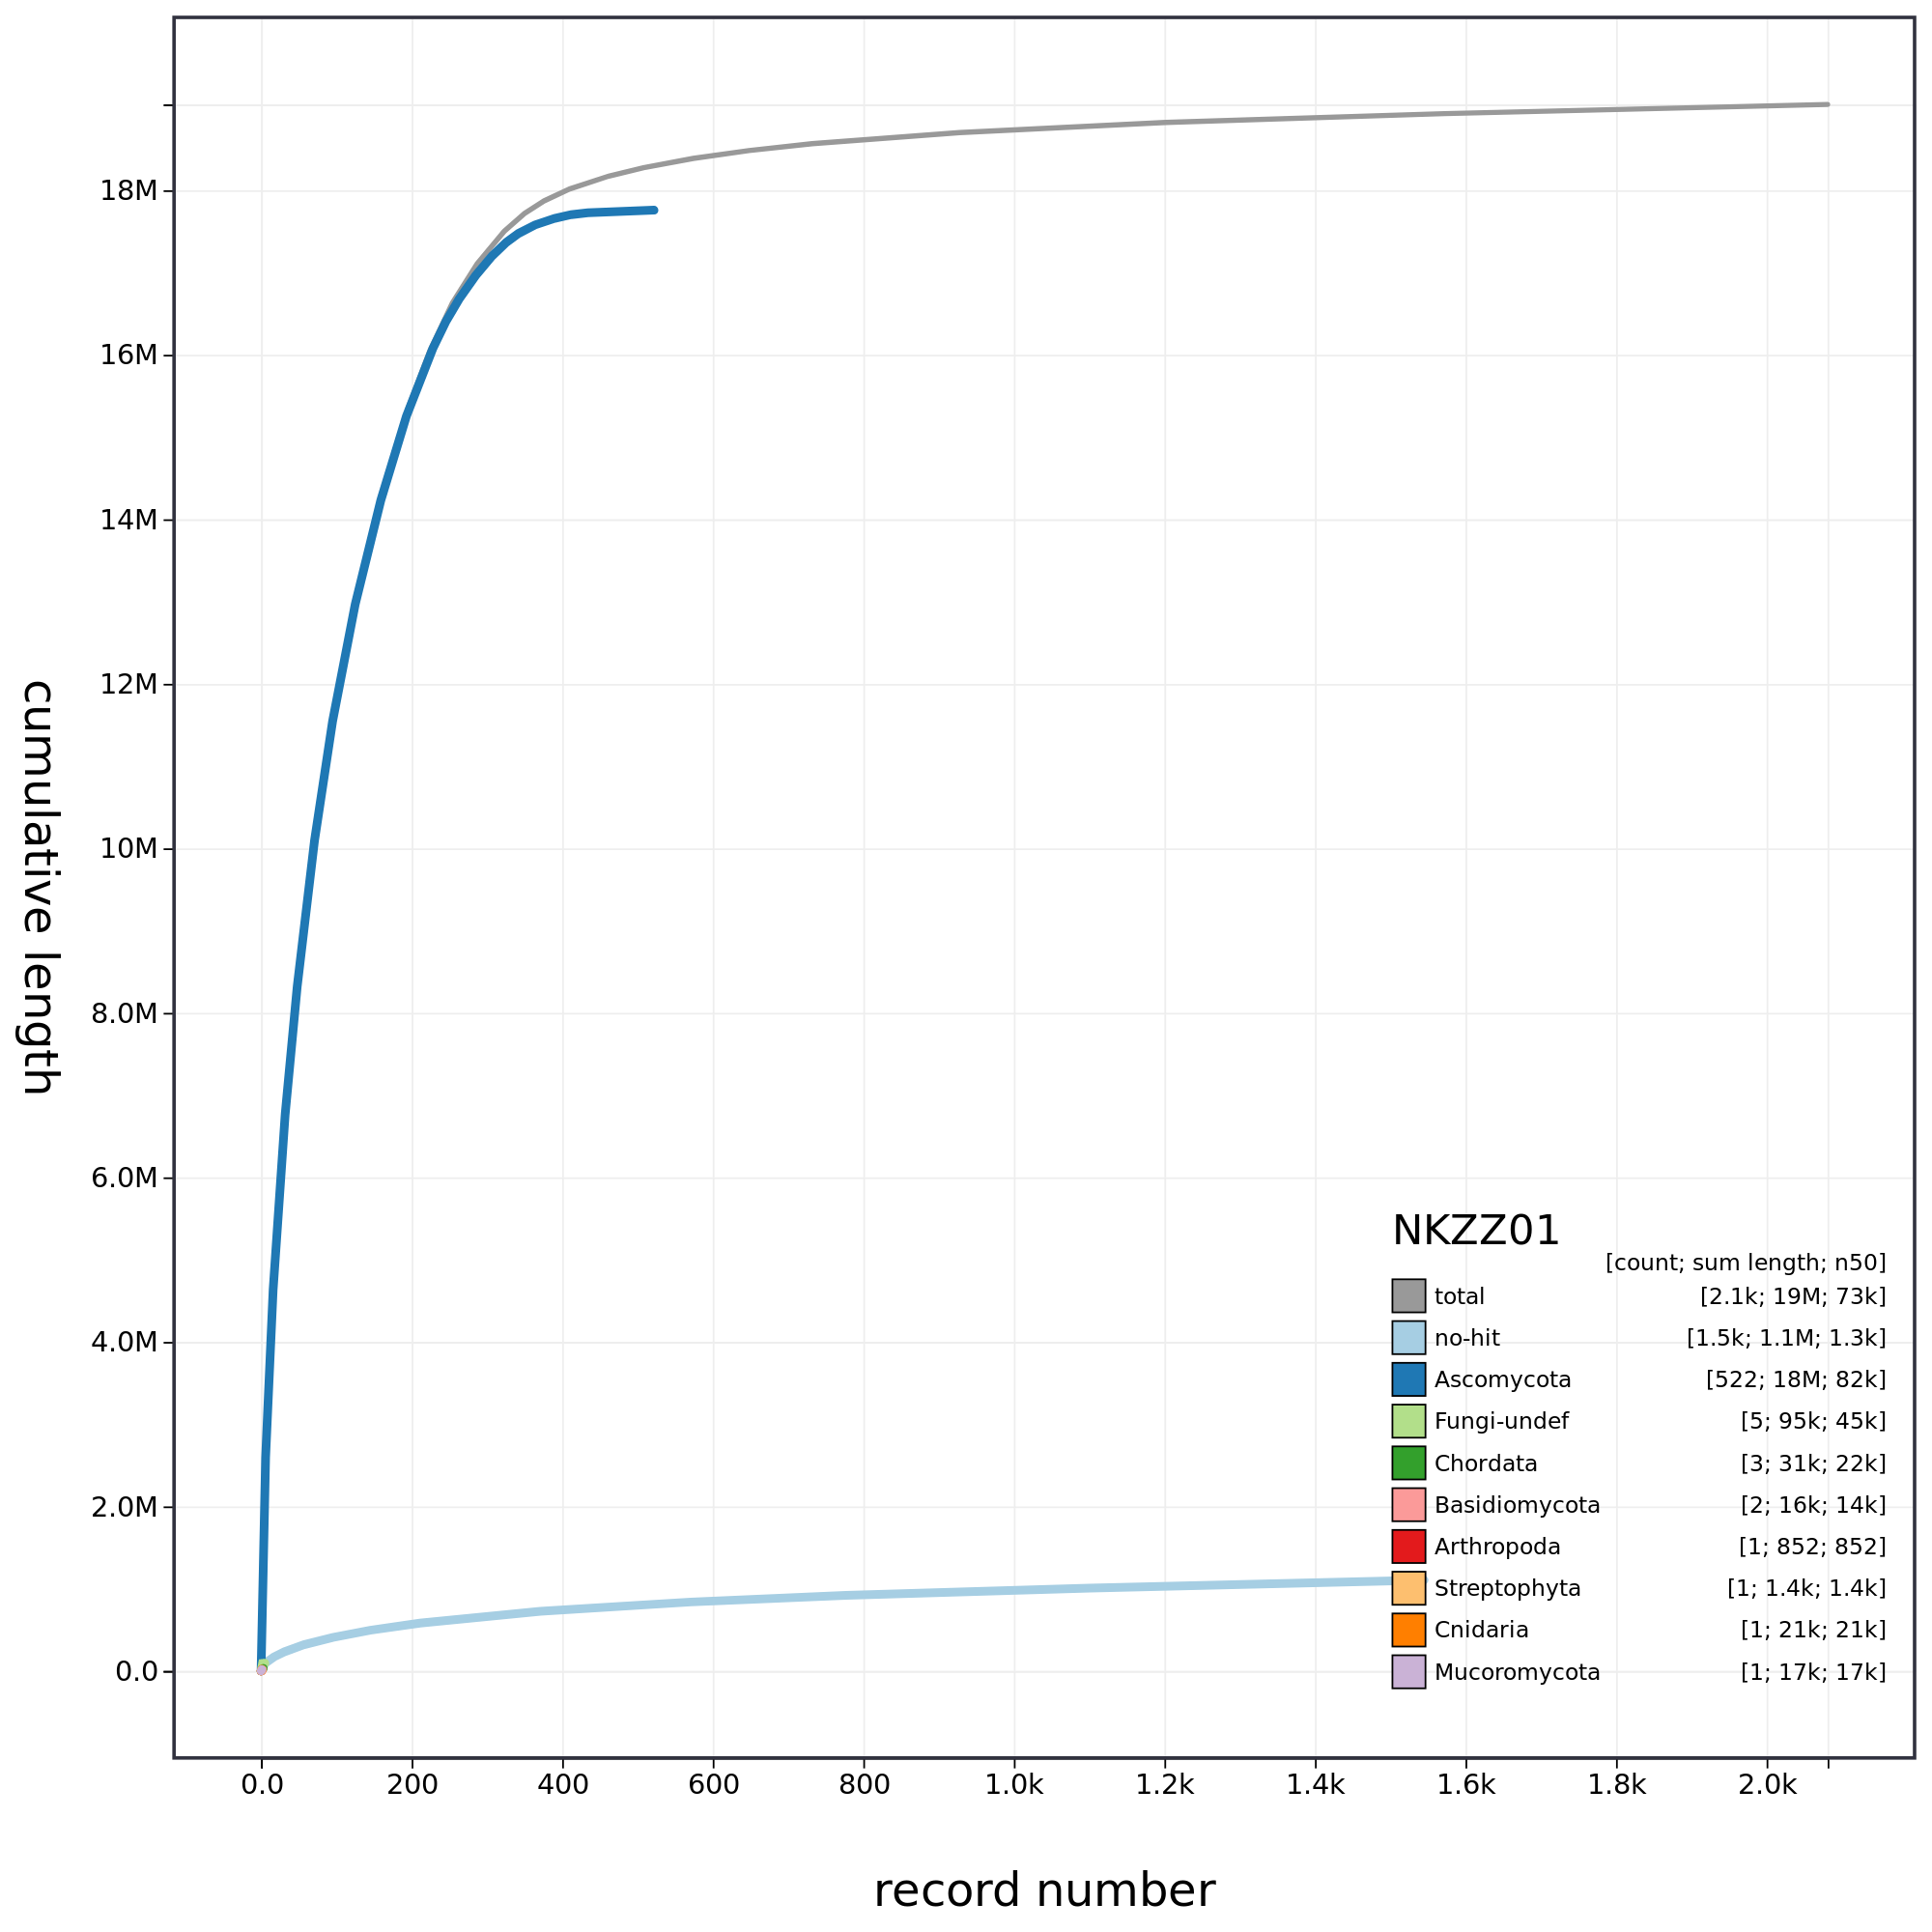 18M
16M
14M
12M
10M
8.0M
6.0M
4.0M
2.0M
0.0
cumulative length
NKZZ01
[count; sum length; n50]
total [2.1k; 19M; 73k]
no-hit [1.5k; 1.1M; 1.3k]
Ascomycota [522; 18M; 82k]
Fungi-undef [5; 95k; 45k]
Chordata [3; 31k; 22k]
Basidiomycota [2; 16k; 14k]
Arthropoda [1; 852; 852]
Streptophyta [1; 1.4k; 1.4k]
Cnidaria [1; 21k; 21k]
Mucoromycota [1; 17k; 17k]
0.0 200 400 600 800 1.0k 1.2k 1.4k 1.6k 1.8k 2.0k
record number